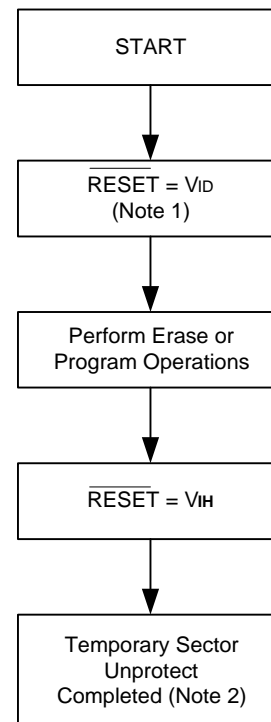 START
RESET = VID
(Note 1)
Perform Erase or
Program Operations
RESET = VIH
Temporary Sector
Unprotect
Completed (Note 2)